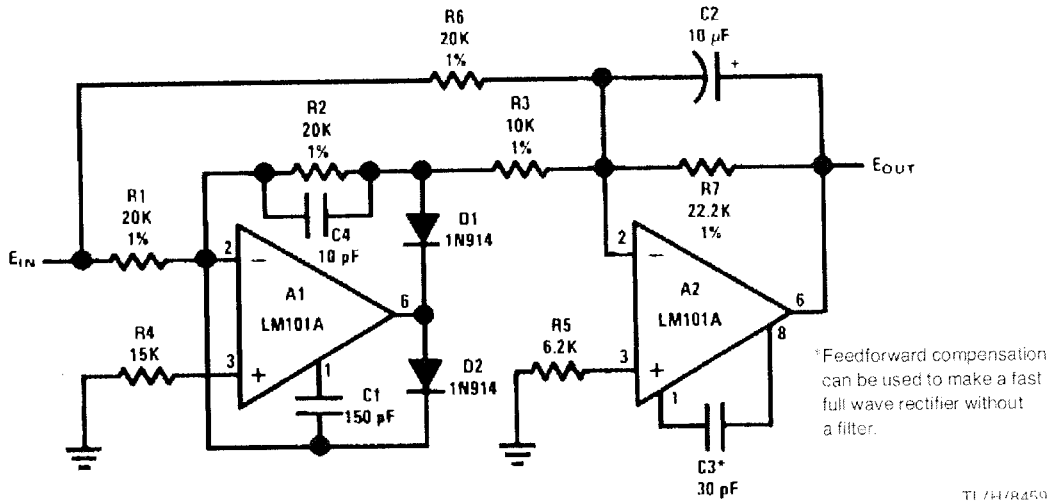 R6
20K
1%
C2
10 μF
+
R2
20K
1%
R3
10K
1%
R1
20K
1%
C4
10 pF
D1
1N914
R7
22.2K
1%
EOUT
EIN
2
−
A1
LM101A
6
2
−
A2
LM101A
6
8
R4
15K
3
+
1
C1
150 pF
D2
1N914
R5
6.2K
3
+
1
C3*
30 pF
*Feedforward compensation
can be used to make a fast
full wave rectifier without
a filter.
TL/H/8459